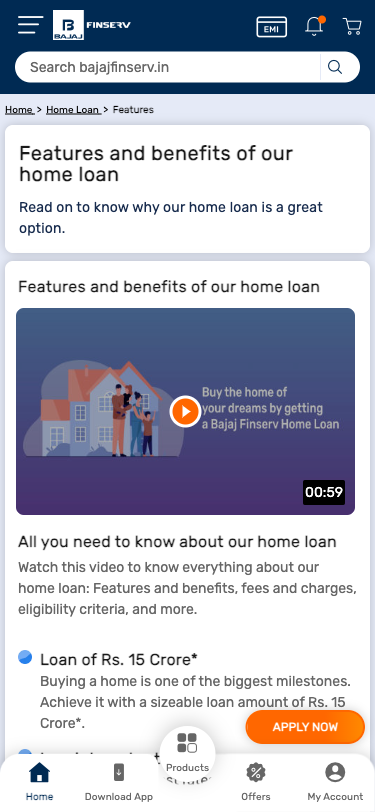 B
BAJAJ
FINSERV
EMI
Search bajajfinserv.in
Home > Home Loan > Features
Features and benefits of our
home loan
Read on to know why our home loan is a great
option.
Features and benefits of our home loan
Buy the home of
your dreams by getting
a Bajaj Finserv Home Loan
00:59
All you need to know about our home loan
Watch this video to know everything about our
home loan: Features and benefits, fees and charges,
eligibility criteria, and more.
Loan of Rs. 15 Crore*
Buying a home is one of the biggest milestones.
Achieve it with a sizeable loan amount of Rs. 15
Crore*.
APPLY NOW
Home
Download App
Products
Offers
My Account